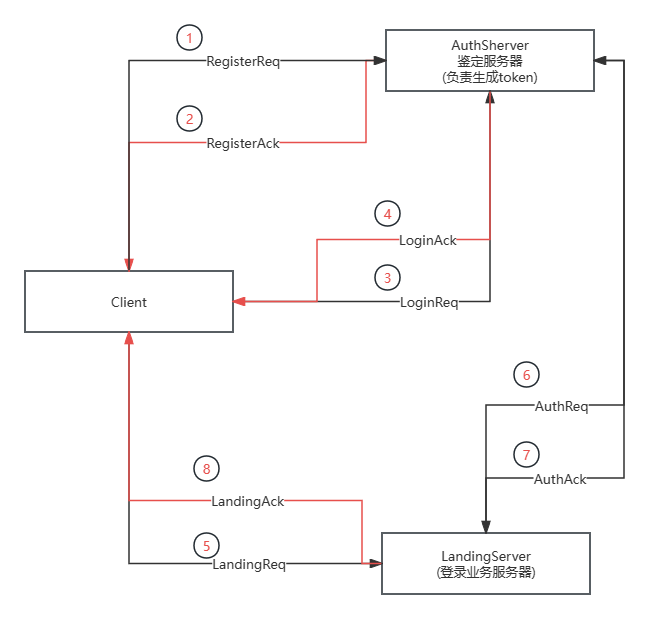 1
RegisterReq
AuthSherver
鉴定服务器
(负责生成token)
2
RegisterAck
4
LoginAck
3
LoginReq
Client
6
AuthReq
7
AuthAck
8
LandingAck
5
LandingReq
LandingServer
(登录业务服务器)